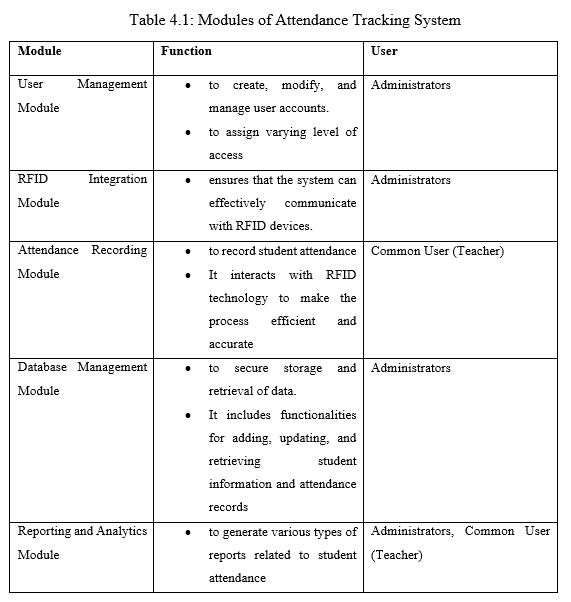 Table 4.1: Modules of Attendance Tracking System
Module Function User
User Management Module
• to create, modify, and manage user accounts.
• to assign varying level of access
Administrators
RFID Integration Module
• ensures that the system can effectively communicate with RFID devices.
Administrators
Attendance Recording Module
• to record student attendance
• It interacts with RFID technology to make the process efficient and accurate
Common User (Teacher)
Database Management Module
• to secure storage and retrieval of data.
• It includes functionalities for adding, updating, and retrieving student information and attendance records
Administrators
Reporting and Analytics Module
• to generate various types of reports related to student attendance
Administrators, Common User (Teacher)